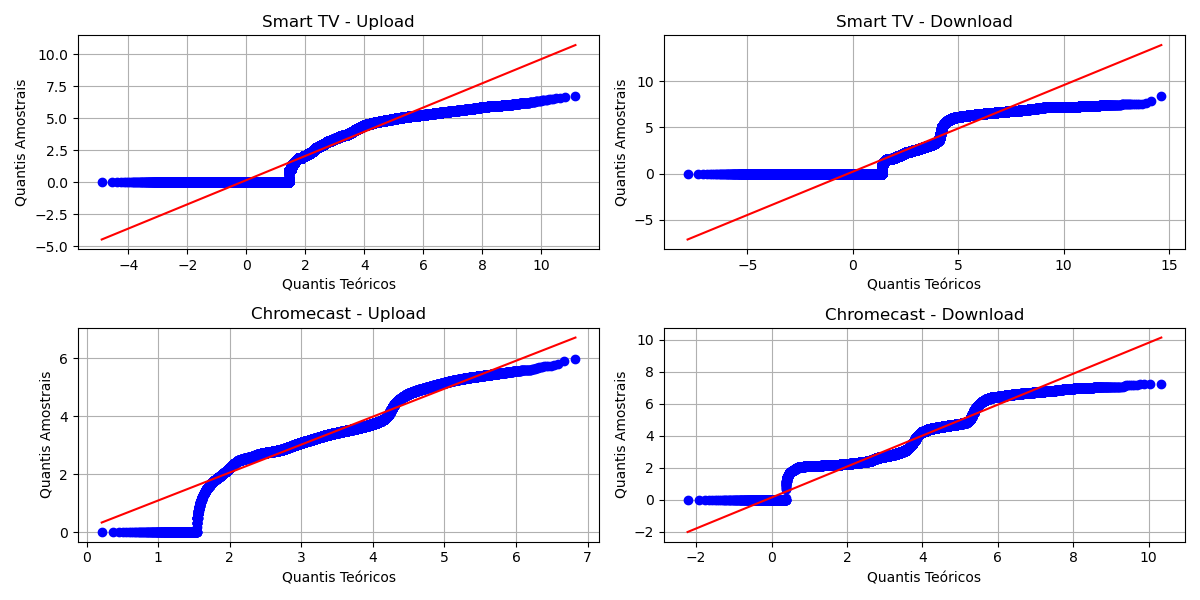 Smart TV - Upload
Quantis Amostrais
10.0
7.5
5.0
2.5
0.0
−2.5
−5.0
−4 −2 0 2 4 6 8 10
Quantis Teóricos
Smart TV - Download
Quantis Amostrais
10
5
0
−5
−5 0 5 10 15
Quantis Teóricos
Chromecast - Upload
Quantis Amostrais
6
4
2
0
0 1 2 3 4 5 6 7
Quantis Teóricos
Chromecast - Download
Quantis Amostrais
10
8
6
4
2
0
−2
−2 0 2 4 6 8 10
Quantis Teóricos